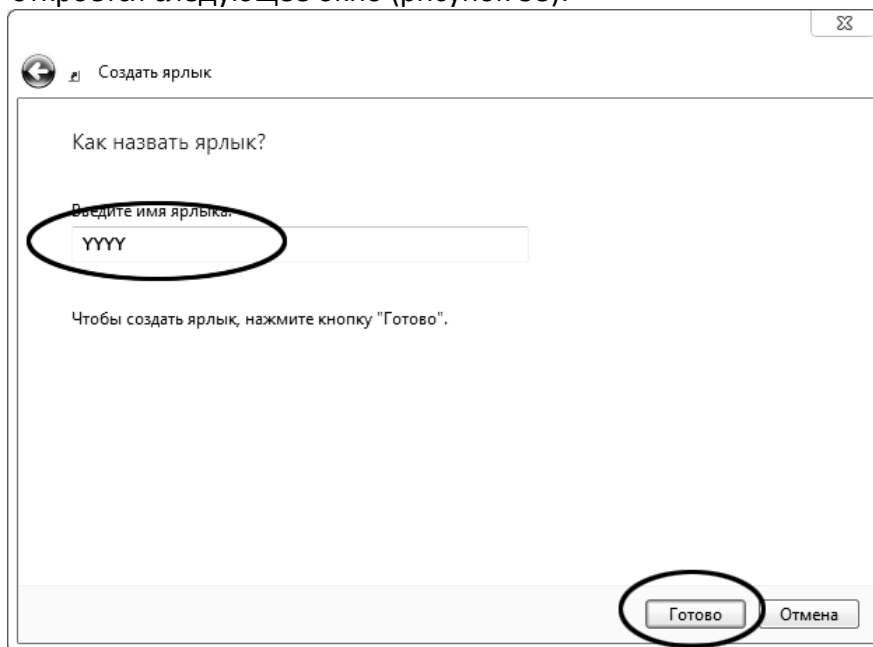 Создать ярлык
Как назвать ярлык?
Введите имя ярлыка:
YYYY
Чтобы создать ярлык, нажмите кнопку "Готово".
Готово
Отмена